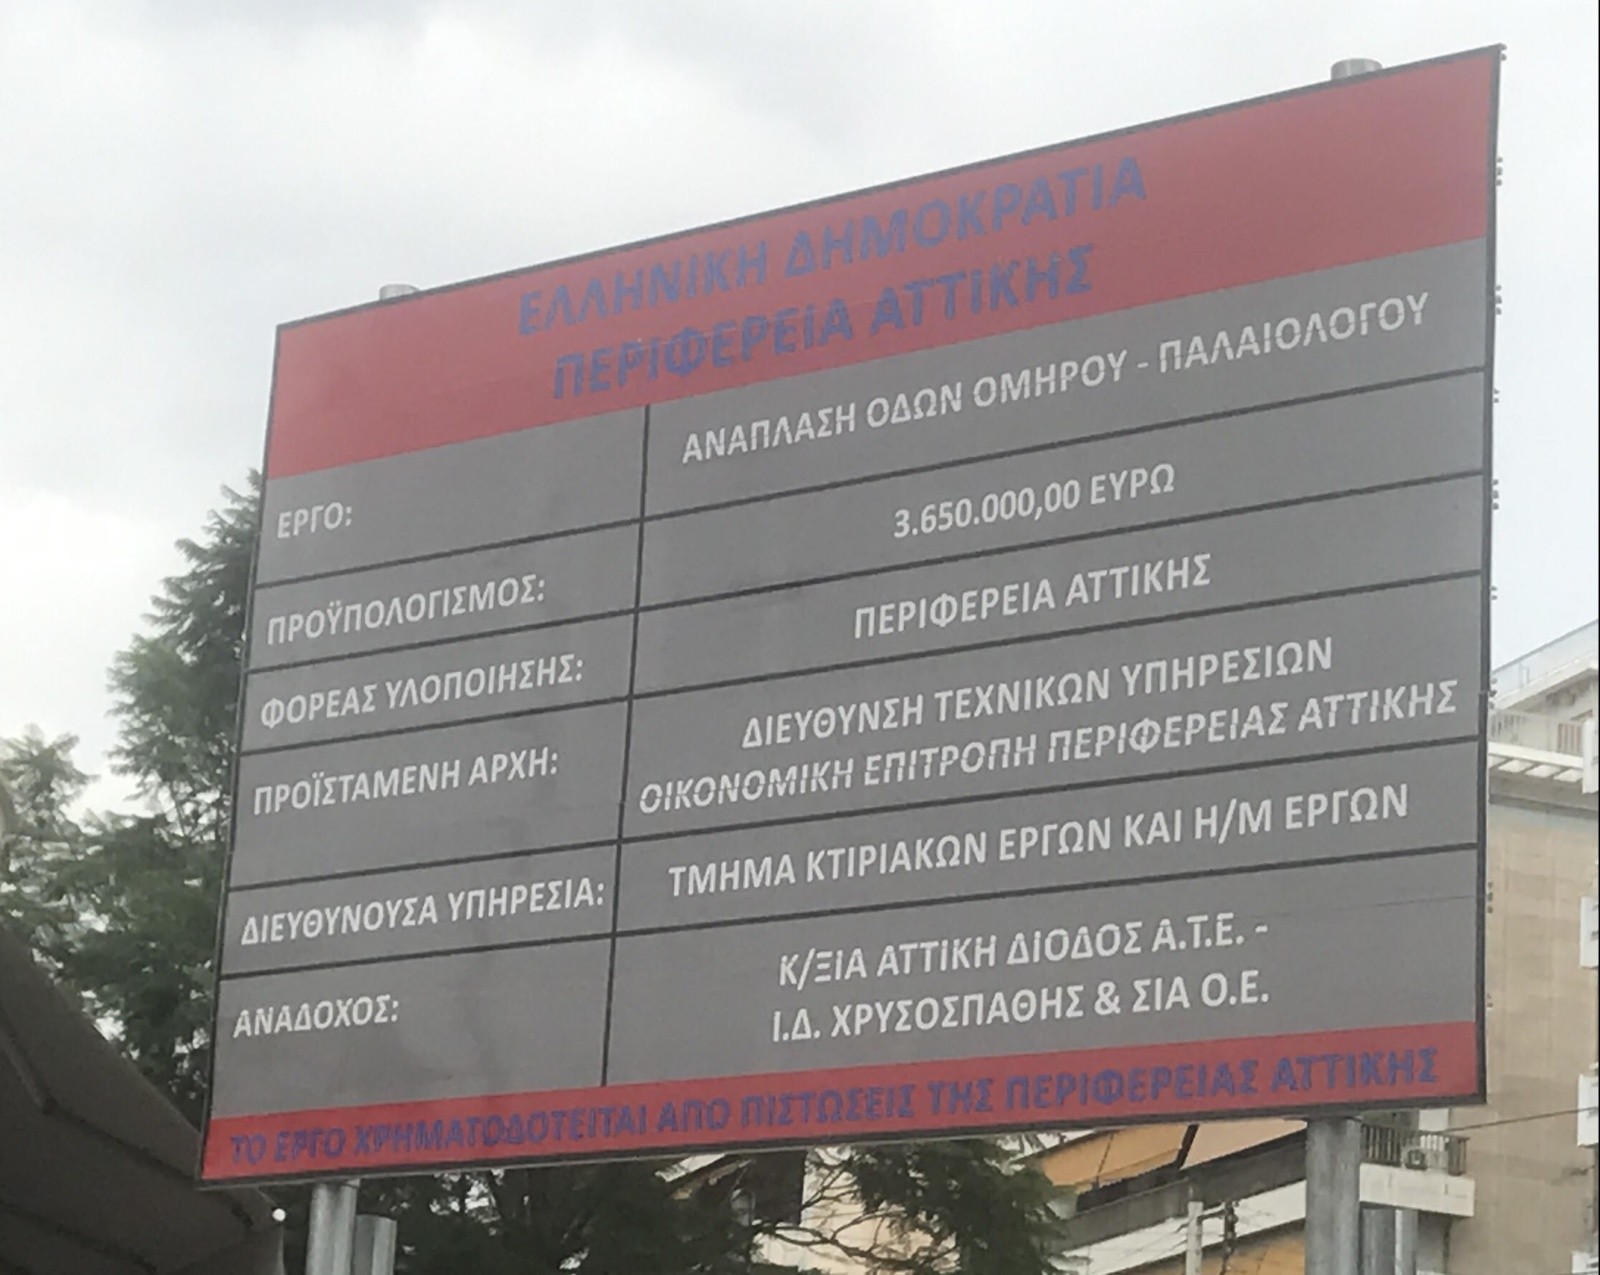 ΕΛΛΗΝΙΚΗ ΔΗΜΟΚΡΑΤΙΑ
ΠΕΡΙΦΕΡΕΙΑ ΑΤΤΙΚΗΣ
ΕΡΓΟ:
ΑΝΑΠΛΑΣΗ ΟΔΩΝ ΟΜΗΡΟΥ - ΠΑΛΑΙΟΛΟΓΟΥ
ΠΡΟΫΠΟΛΟΓΙΣΜΟΣ:
3.650.000,00 ΕΥΡΩ
ΦΟΡΕΑΣ ΥΛΟΠΟΙΗΣΗΣ:
ΠΕΡΙΦΕΡΕΙΑ ΑΤΤΙΚΗΣ
ΠΡΟΪΣΤΑΜΕΝΗ ΑΡΧΗ:
ΔΙΕΥΘΥΝΣΗ ΤΕΧΝΙΚΩΝ ΥΠΗΡΕΣΙΩΝ
ΟΙΚΟΝΟΜΙΚΗ ΕΠΙΤΡΟΠΗ ΠΕΡΙΦΕΡΕΙΑΣ ΑΤΤΙΚΗΣ
ΔΙΕΥΘΥΝΟΥΣΑ ΥΠΗΡΕΣΙΑ:
ΤΜΗΜΑ ΚΤΙΡΙΑΚΩΝ ΕΡΓΩΝ ΚΑΙ Η/Μ ΕΡΓΩΝ
ΑΝΑΔΟΧΟΣ:
Κ/ΞΙΑ ΑΤΤΙΚΗ ΔΙΟΔΟΣ Α.Τ.Ε. -
Ι.Δ. ΧΡΥΣΟΣΠΑΘΗΣ & ΣΙΑ Ο.Ε.
ΤΟ ΕΡΓΟ ΧΡΗΜΑΤΟΔΟΤΕΙΤΑΙ ΑΠΟ ΠΙΣΤΩΣΕΙΣ ΤΗΣ ΠΕΡΙΦΕΡΕΙΑΣ ΑΤΤΙΚΗΣ